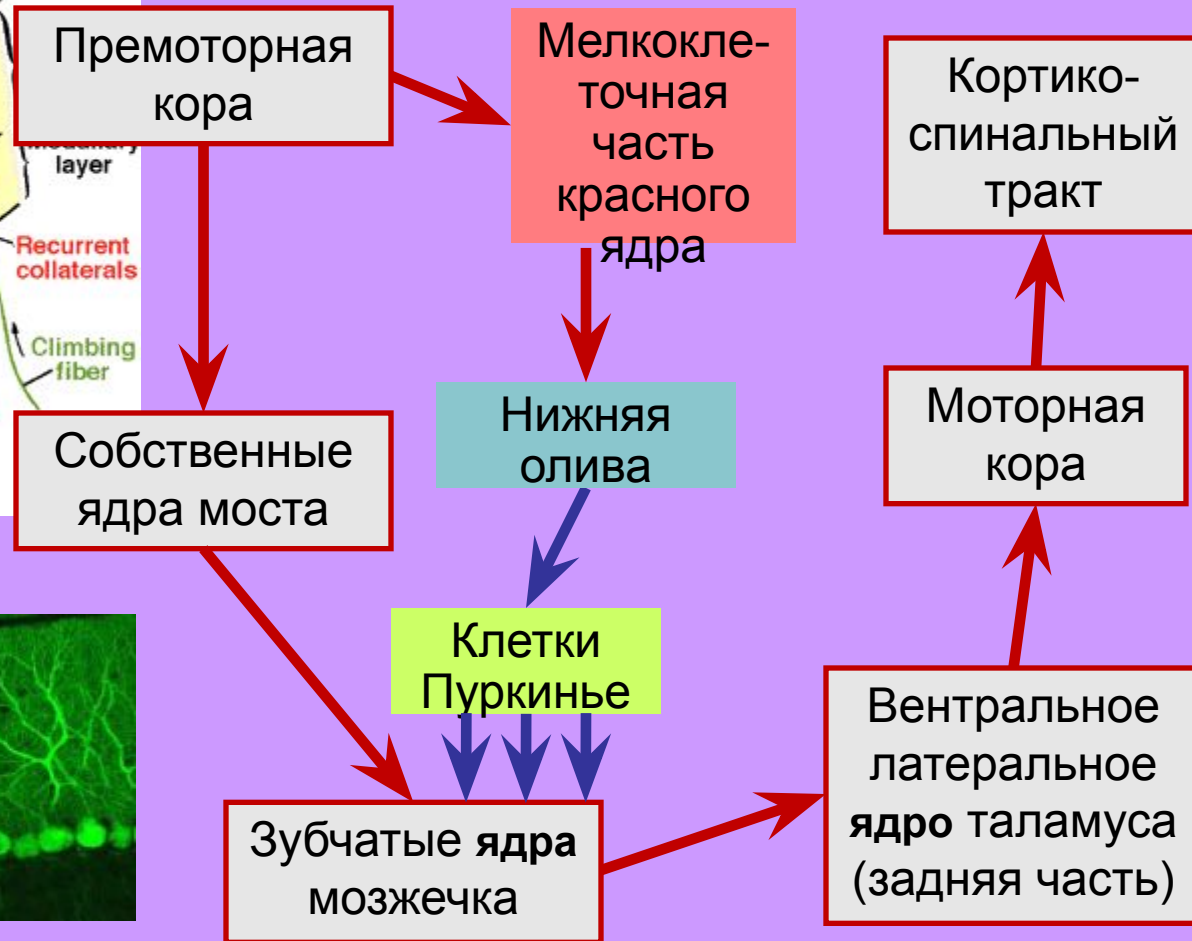 Премоторная
кора
layer
Recurrent
collaterals
Climbing
fiber
Мелкокле-
точная
часть
красного
ядра
Кортико-
спинальный
тракт
Собственные
ядра моста
Нижняя
олива
Моторная
кора
Клетки
Пуркинье
Зубчатые ядра
мозжечка
Вентральное
латеральное
ядро таламуса
(задняя часть)